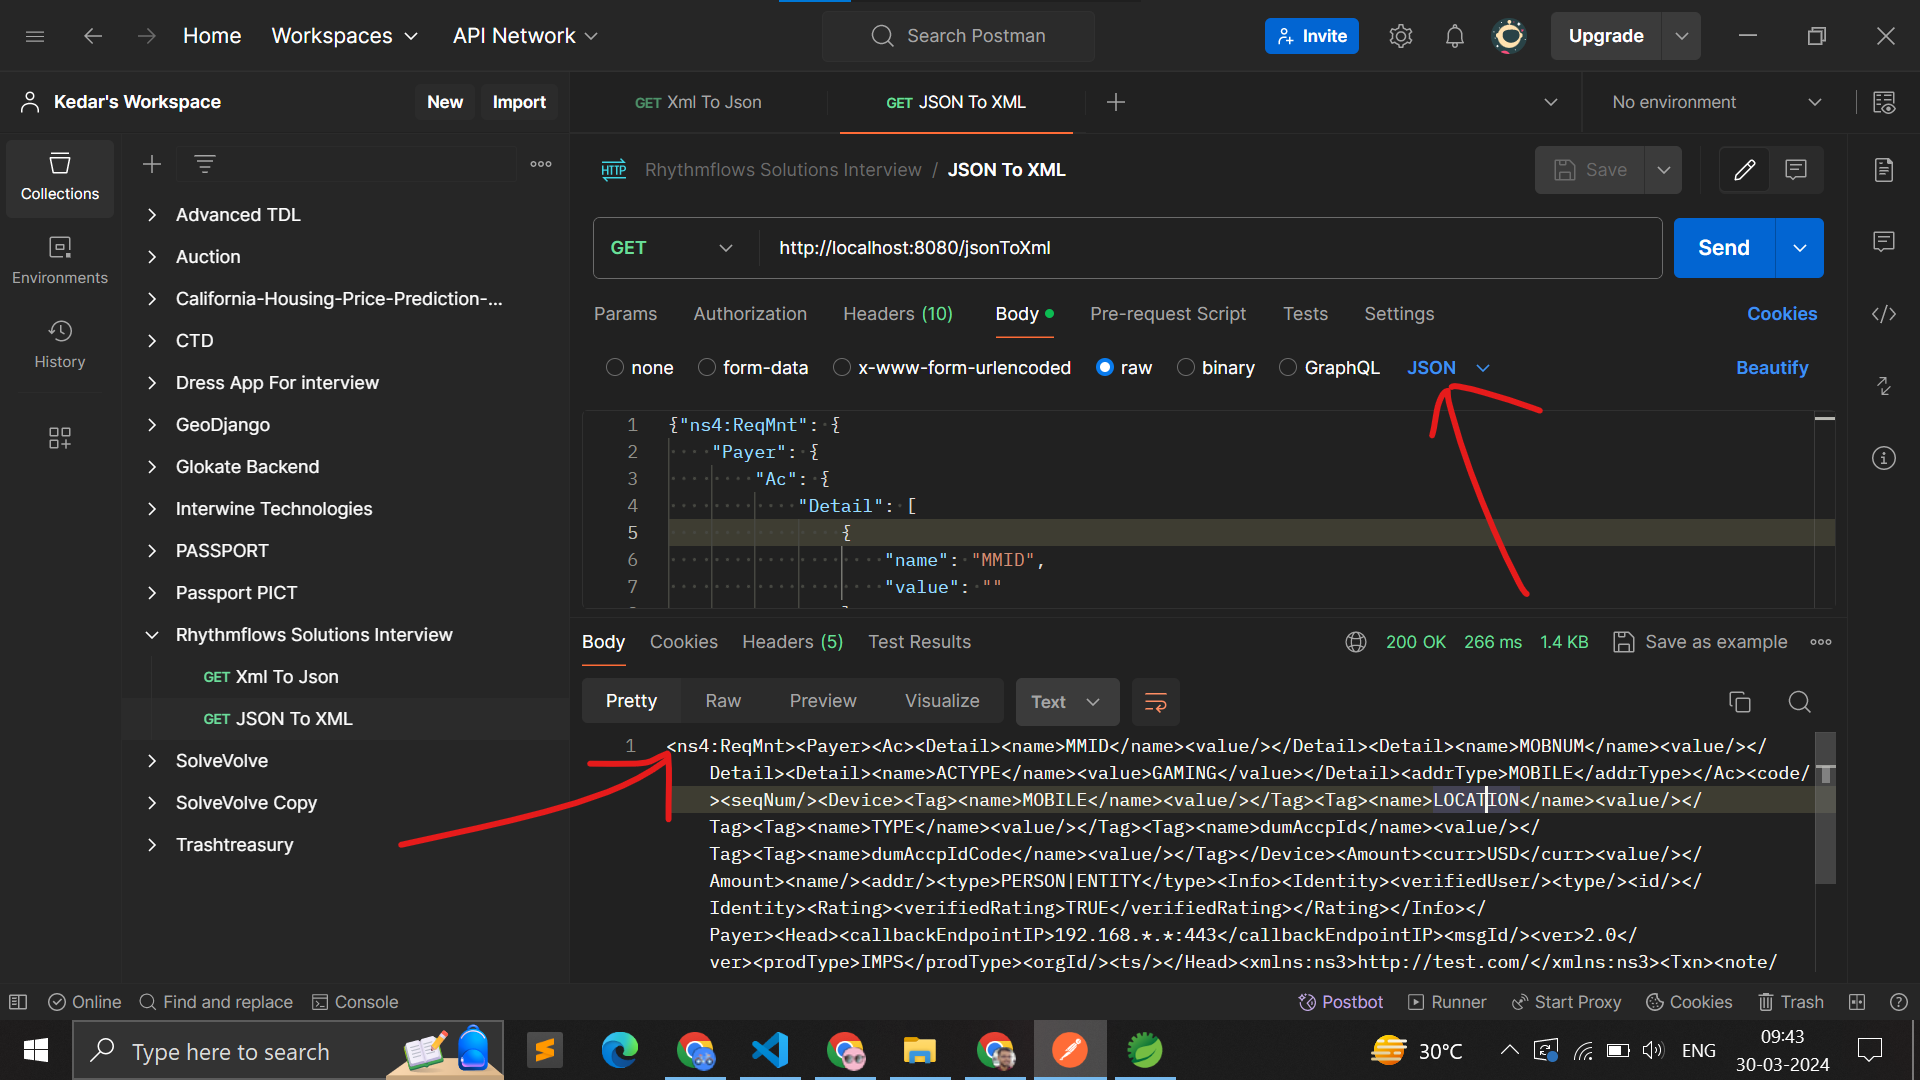 Home Workspaces API Network Search Postman Invite Upgrade
Kedar's Workspace New Import GET Xml To Json GET JSON To XML No environment
Collections
Environments
History
Advanced TDL
Auction
California-Housing-Price-Prediction-...
CTD
Dress App For interview
GeoDjango
Glokate Backend
Interwine Technologies
PASSPORT
Passport PICT
Rhythmflows Solutions Interview
GET Xml To Json
GET JSON To XML
SolveVolve
SolveVolve Copy
Trashtreasury
HTTP Rhythmflows Solutions Interview / JSON To XML Save
GET http://localhost:8080/jsonToXml Send
Params Authorization Headers (10) Body Pre-request Script Tests Settings Cookies
none form-data x-www-form-urlencoded raw binary GraphQL JSON Beautify
1 {"ns4:ReqMnt": {
2 "Payer": {
3 "Ac": {
4 "Detail": [
5 {
6 "name": "MMID",
7 "value": ""
Body Cookies Headers (5) Test Results 200 OK 266 ms 1.4 KB Save as example
Pretty Raw Preview Visualize Text
1 <ns4:ReqMnt><Payer><Ac><Detail><name>MMID</name><value/></Detail><Detail><name>MOBNUM</name><value/></
Detail><Detail><name>ACTYPE</name><value>GAMING</value></Detail><addrType>MOBILE</addrType></Ac><code/
><seqNum/><Device><Tag><name>MOBILE</name><value/></Tag><Tag><name>LOCATION</name><value/></
Tag><Tag><name>TYPE</name><value/></Tag><Tag><name>dumAccpId</name><value/></
Tag><Tag><name>dumAccpIdCode</name><value/></Tag></Device><Amount><curr>USD</curr><value/></
Amount><name/><addr/><type>PERSON|ENTITY</type><Info><Identity><verifiedUser/><type/><id/></
Identity><Rating><verifiedRating>TRUE</verifiedRating></Rating></Info></
Payer><Head><callbackEndpointIP>192.168.*.*:443</callbackEndpointIP><msgId/><ver>2.0</
ver><prodType>IMPS</prodType><orgId/><ts/></Head><xmlns:ns3>http://test.com/</xmlns:ns3><Txn><note/
Online Find and replace Console Postbot Runner Start Proxy Cookies Trash
Type here to search 30°C ENG 09:43
30-03-2024